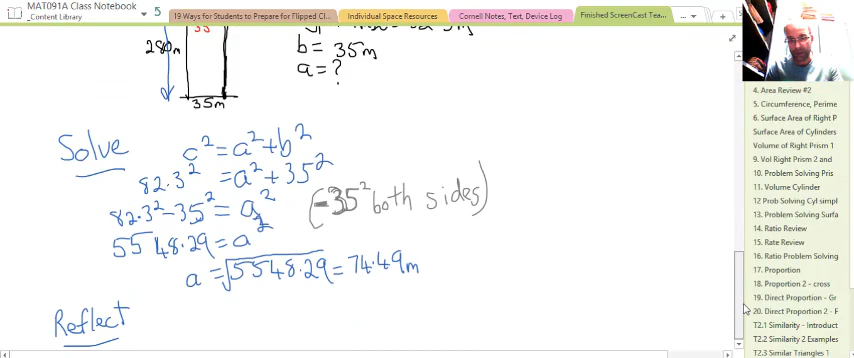 MAT091A Class Notebook
_Content Library
5
19 Ways for Students to Prepare for Flipped Cl
Individual Space Resources
Cornell Notes, Text, Device Log
Finished ScreenCast Tea...
...
280m
35m
b = 35m
a = ?
Solve
c² = a² + b²
82.3² = a² + 35²
82.3² - 35² = a²
(-35² both sides)
5548.29 = a²
a = √5548.29 = 74.49m
Reflect
4. Area Review #2
5. Circumference, Perime
6. Surface Area of Right P
Surface Area of Cylinders
Volume of Right Prism 1
9. Vol Right Prism 2 and
10. Problem Solving Pris
11. Volume Cylinder
12 Prob Solving Cyl simpl
13. Problem Solving Surfa
14. Ratio Review
15. Rate Review
16. Ratio Problem Solving
17. Proportion
18. Proportion 2 - cross
19. Direct Proportion - Gr
20. Direct Proportion 2 - F
T2.1 Similarity - Introduct
T2.2 Similarity 2 Examples
T2.3 Similar Triangles 1